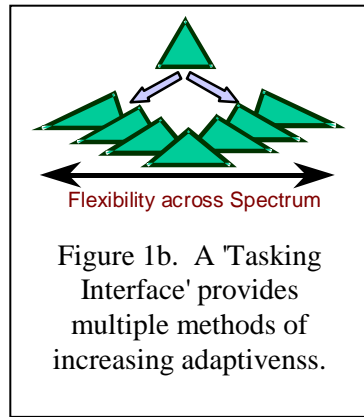 Flexibility across Spectrum
Figure 1b.  A 'Tasking
Interface' provides
multiple methods of
increasing adaptivenss.